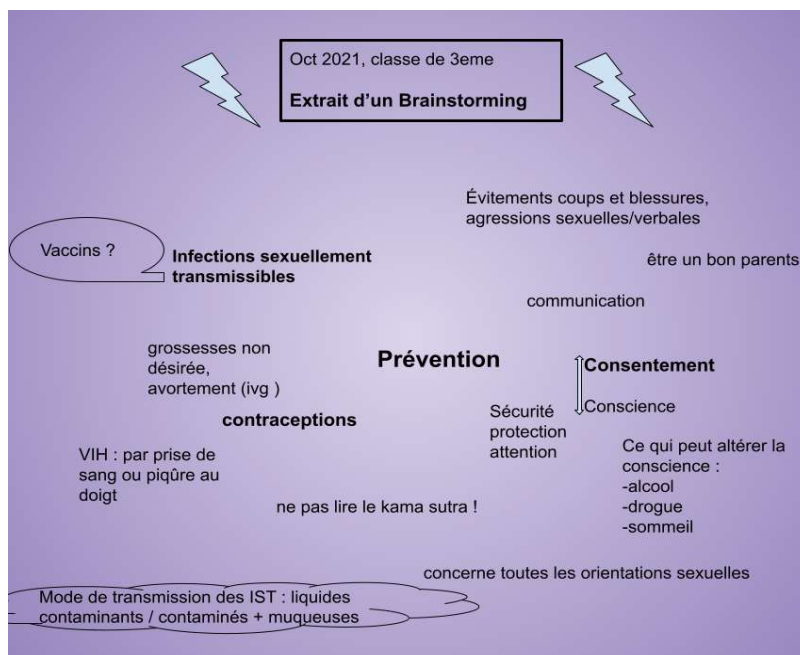 Oct 2021, classe de 3eme
Extrait d'un Brainstorming
Évitements coups et blessures,
agressions sexuelles/verbales
Vaccins ?
Infections sexuellement
transmissibles
être un bon parents
communication
grossesses non
désirée,
avortement (ivg )
Prévention
Consentement
contraceptions
Sécurité
protection
attention
Conscience
VIH : par prise de
sang ou piqûre au
doigt
Ce qui peut altérer la
conscience :
-alcool
-drogue
-sommeil
ne pas lire le kama sutra !
concerne toutes les orientations sexuelles
Mode de transmission des IST : liquides
contaminants / contaminés + muqueuses